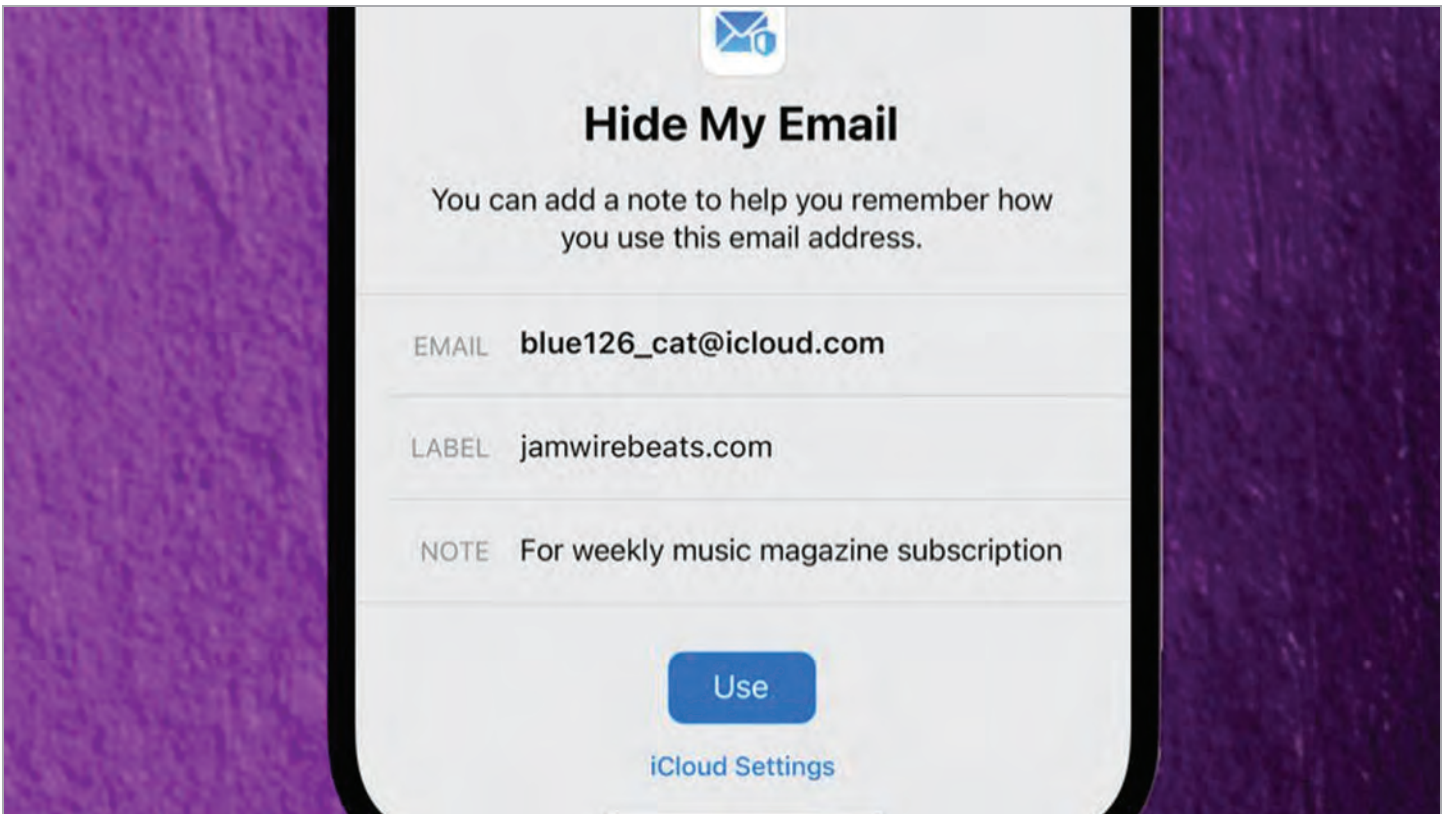 Hide My Email
You can add a note to help you remember how
you use this email address.
EMAIL blue126_cat@icloud.com
LABEL jamwirebeats.com
NOTE For weekly music magazine subscription
Use
iCloud Settings